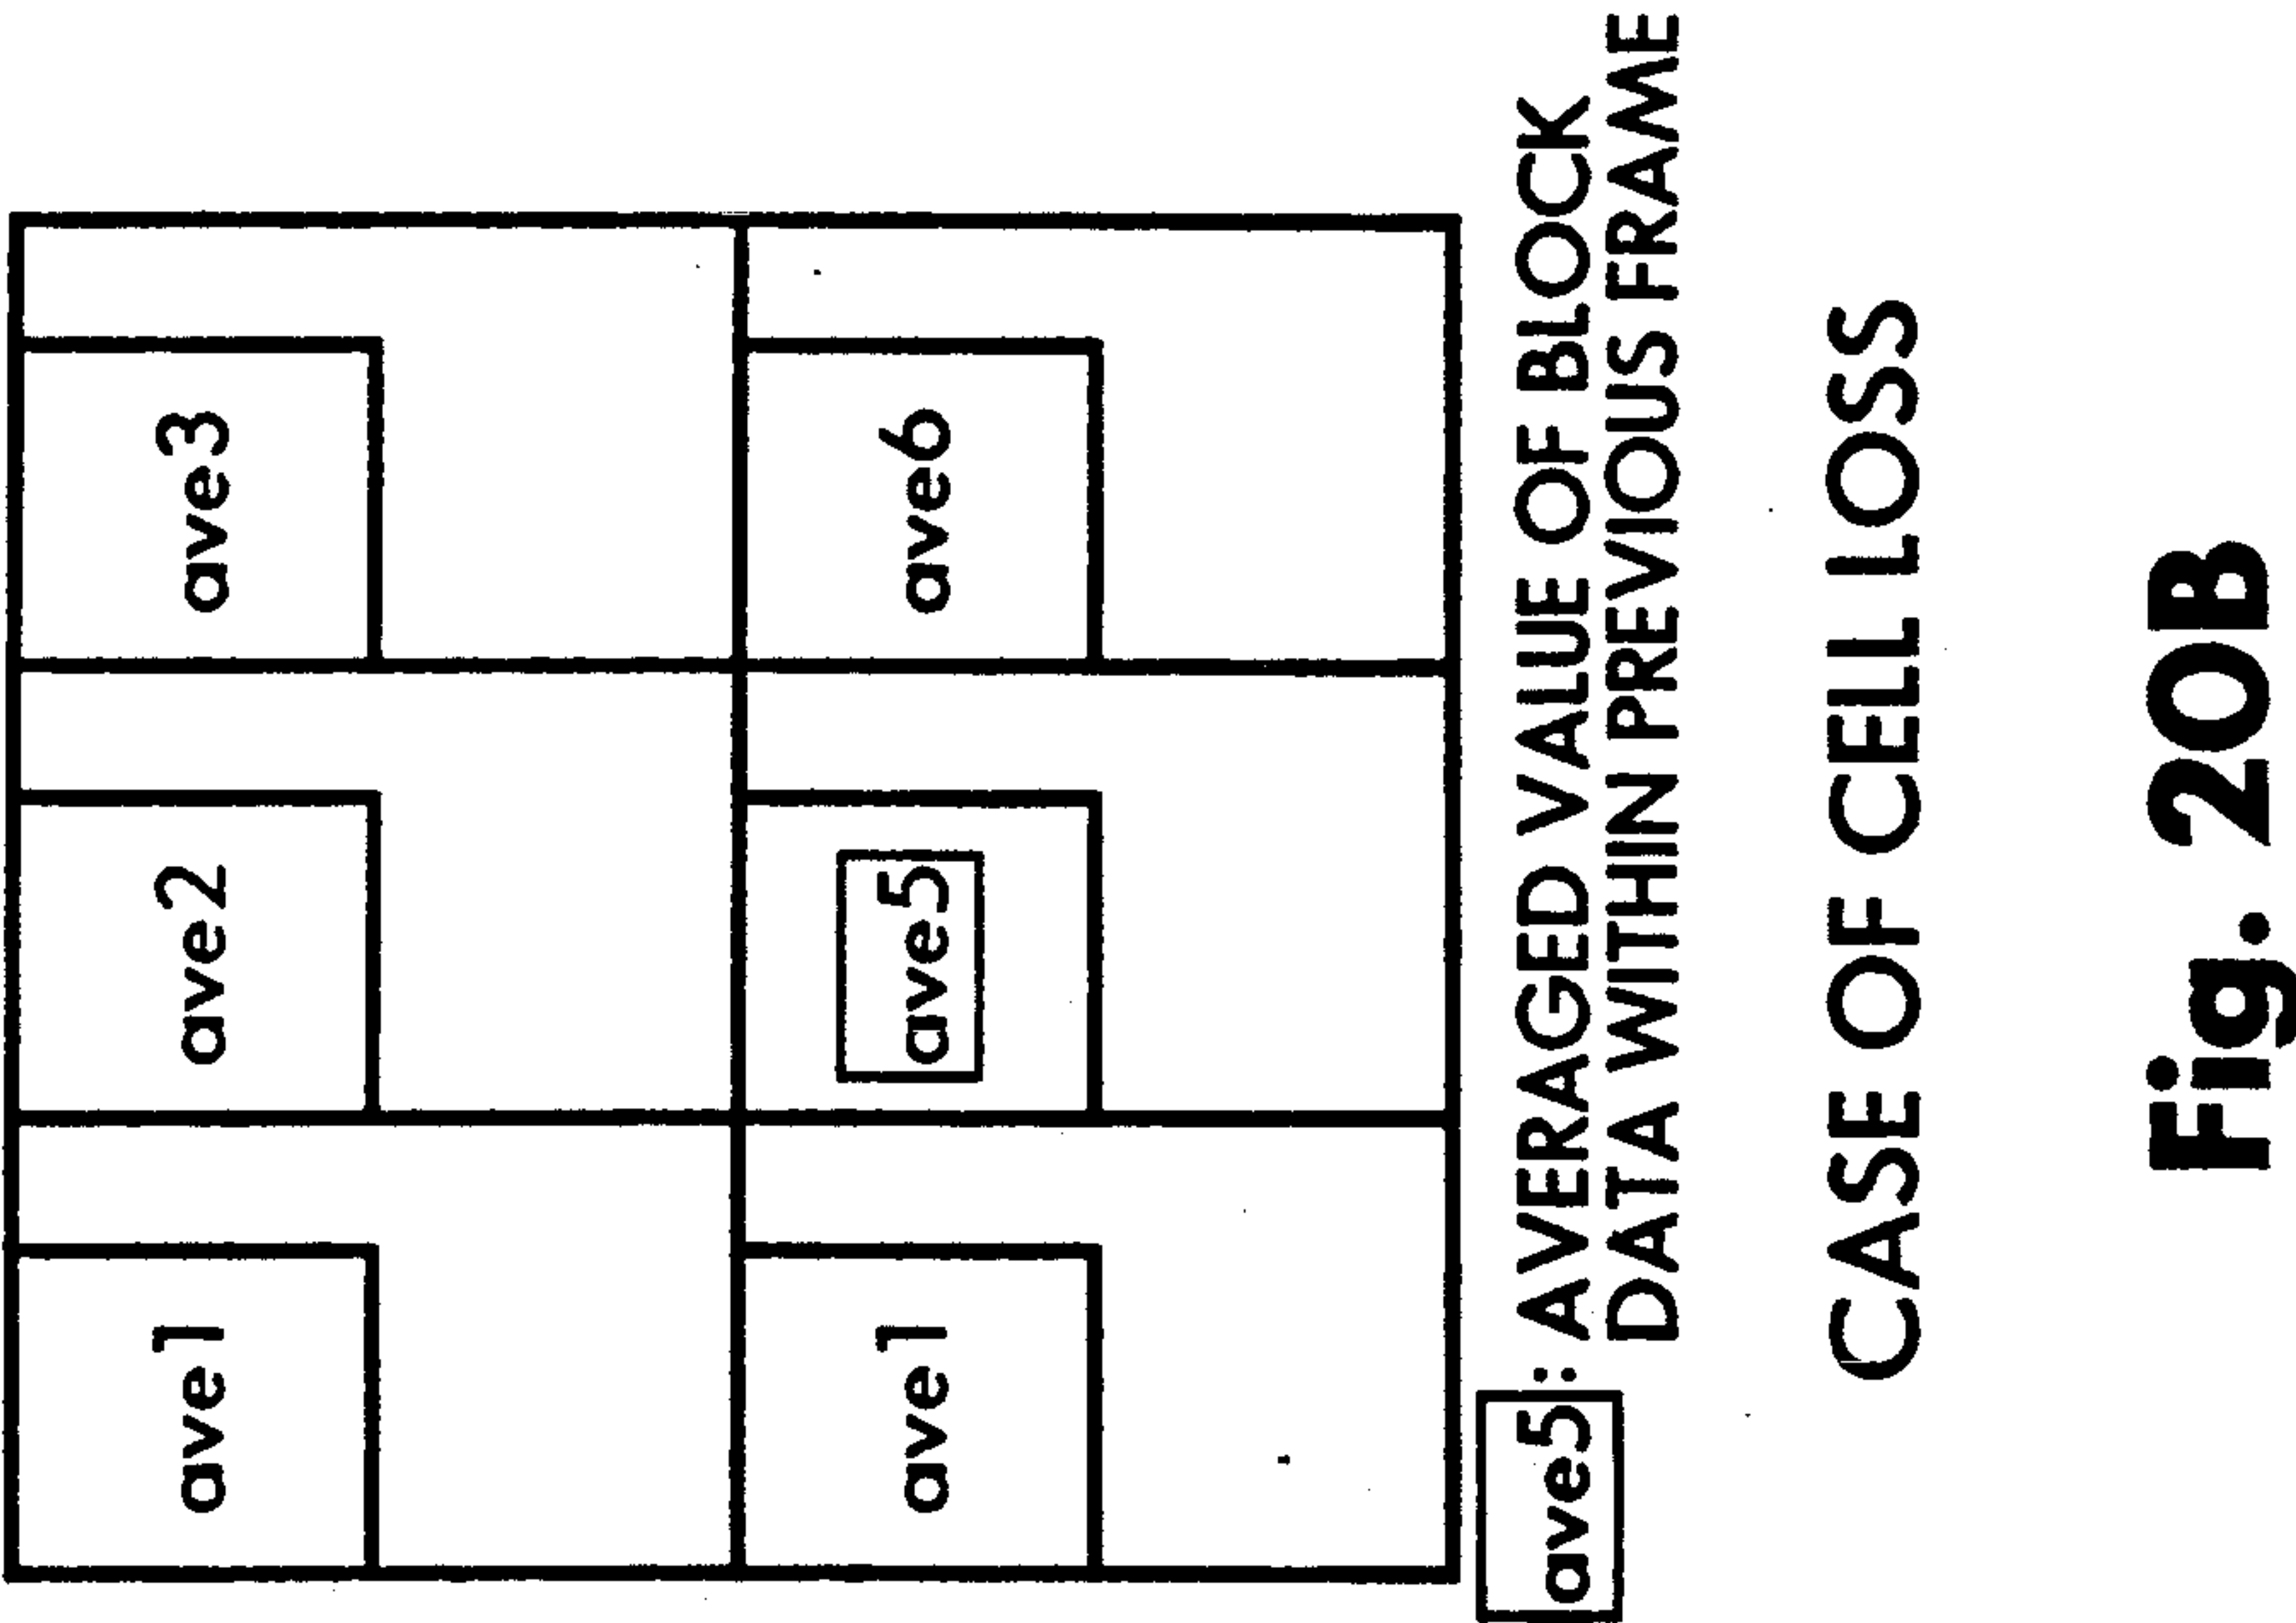 ave1 ave2 ave3
ave1 ave5 ave6
ave5: AVERAGED VALUE OF BLOCK
DATA WITHIN PREVIOUS FRAME
CASE OF CELL LOSS
Fig. 20B